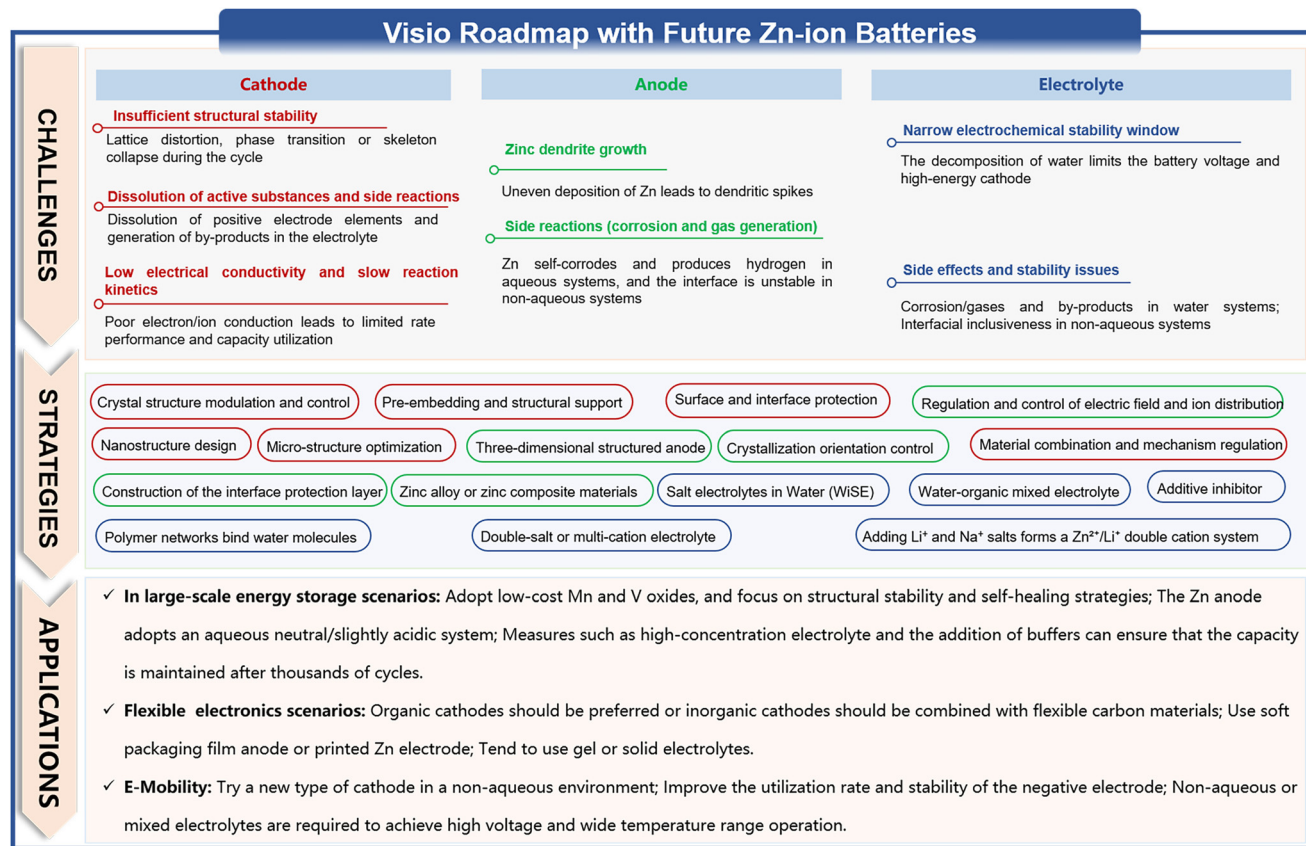 Visio Roadmap with Future Zn-ion Batteries
CHALLENGES
Cathode
Insufficient structural stability
Lattice distortion, phase transition or skeleton
collapse during the cycle
Dissolution of active substances and side reactions
Dissolution of positive electrode elements and
generation of by-products in the electrolyte
Low electrical conductivity and slow reaction
kinetics
Poor electron/ion conduction leads to limited rate
performance and capacity utilization
Anode
Zinc dendrite growth
Uneven deposition of Zn leads to dendritic spikes
Side reactions (corrosion and gas generation)
Zn self-corrodes and produces hydrogen in
aqueous systems, and the interface is unstable in
non-aqueous systems
Electrolyte
Narrow electrochemical stability window
The decomposition of water limits the battery voltage and
high-energy cathode
Side effects and stability issues
Corrosion/gases and by-products in water systems;
Interfacial inclusiveness in non-aqueous systems
STRATEGIES
Crystal structure modulation and control
Pre-embedding and structural support
Surface and interface protection
Regulation and control of electric field and ion distribution
Nanostructure design
Micro-structure optimization
Three-dimensional structured anode
Crystallization orientation control
Material combination and mechanism regulation
Construction of the interface protection layer
Zinc alloy or zinc composite materials
Salt electrolytes in Water (WiSE)
Water-organic mixed electrolyte
Additive inhibitor
Polymer networks bind water molecules
Double-salt or multi-cation electrolyte
Adding Li⁺ and Na⁺ salts forms a Zn²⁺/Li⁺ double cation system
APPLICATIONS
✓ In large-scale energy storage scenarios: Adopt low-cost Mn and V oxides, and focus on structural stability and self-healing strategies; The Zn anode
adopts an aqueous neutral/slightly acidic system; Measures such as high-concentration electrolyte and the addition of buffers can ensure that the capacity
is maintained after thousands of cycles.
✓ Flexible electronics scenarios: Organic cathodes should be preferred or inorganic cathodes should be combined with flexible carbon materials; Use soft
packaging film anode or printed Zn electrode; Tend to use gel or solid electrolytes.
✓ E-Mobility: Try a new type of cathode in a non-aqueous environment; Improve the utilization rate and stability of the negative electrode; Non-aqueous or
mixed electrolytes are required to achieve high voltage and wide temperature range operation.